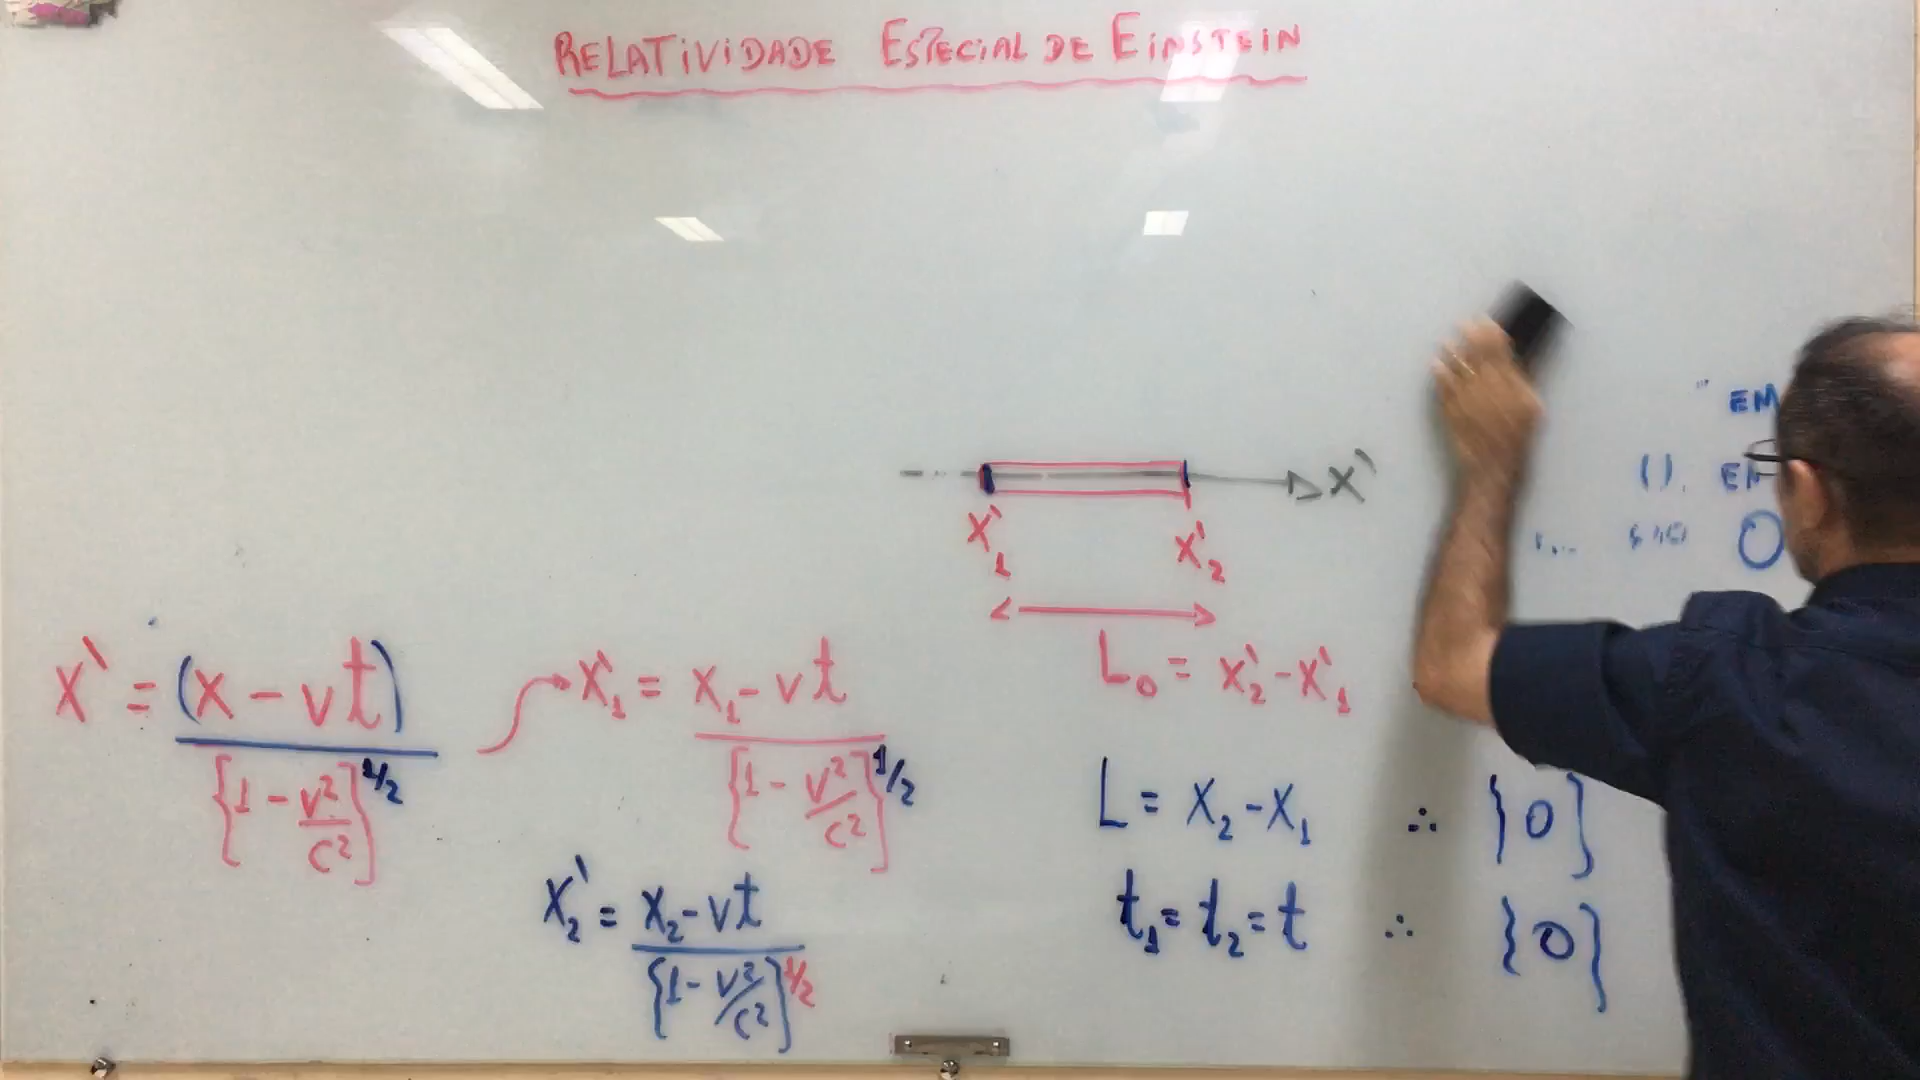 RELATIVIDADE ESPECIAL DE EINSTEIN
EM
X'
X'₁ X'₂
L₀ = X'₂ - X'₁
X' = (X - vt) / {1 - v²/c²}^1/2
X'₁ = X₁ - vt / {1 - v²/c²}^1/2
X'₂ = X₂ - vt / {1 - v²/c²}^1/2
L = X₂ - X₁ ∴ {0}
t₁ = t₂ = t ∴ {0}